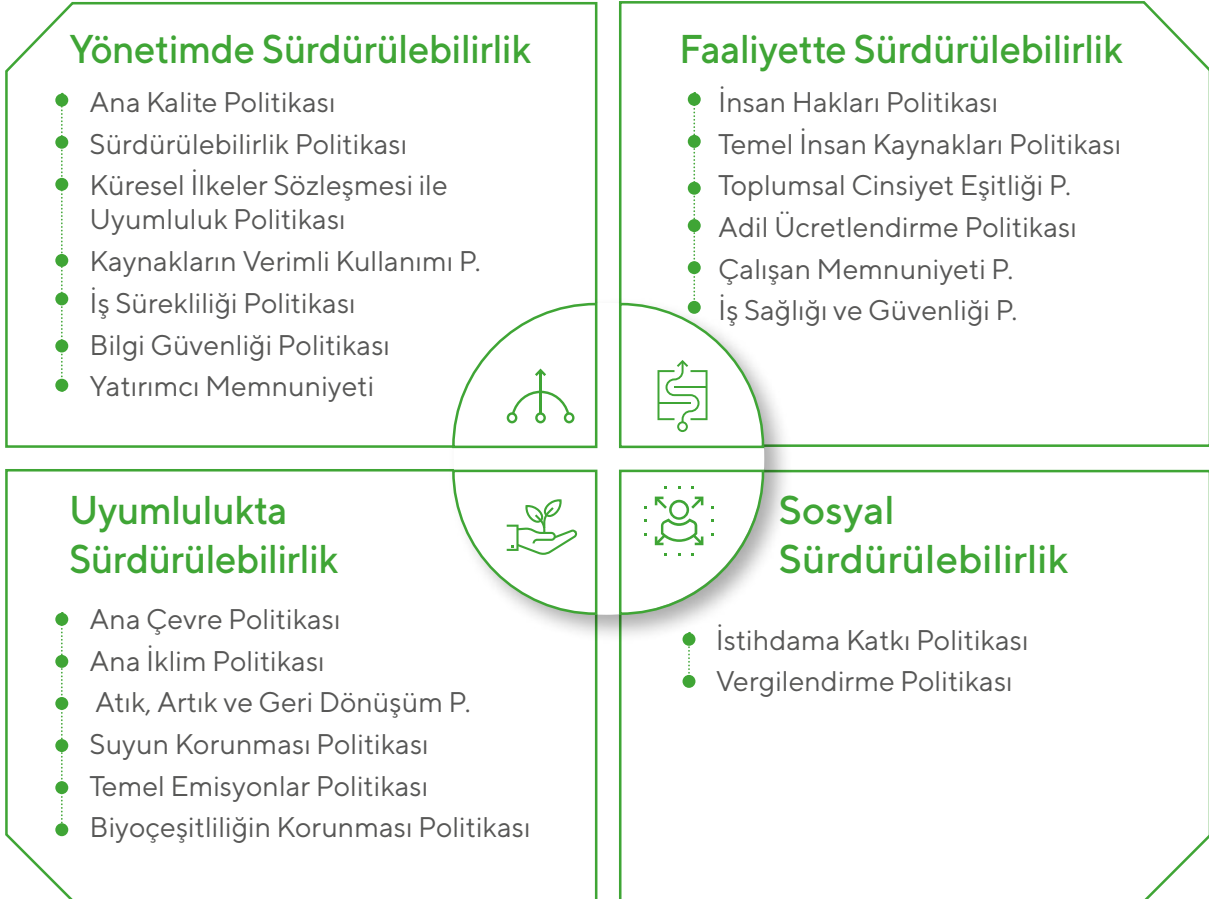 Yönetimde Sürdürülebilirlik
Ana Kalite Politikası
Sürdürülebilirlik Politikası
Küresel İlkeler Sözleşmesi ile
Uyumluluk Politikası
Kaynakların Verimli Kullanımı P.
İş Sürekliliği Politikası
Bilgi Güvenliği Politikası
Yatırımcı Memnuniyeti
Faaliyette Sürdürülebilirlik
İnsan Hakları Politikası
Temel İnsan Kaynakları Politikası
Toplumsal Cinsiyet Eşitliği P.
Adil Ücretlendirme Politikası
Çalışan Memnuniyeti P.
İş Sağlığı ve Güvenliği P.
Uyumlulukta
Sürdürülebilirlik
Ana Çevre Politikası
Ana İklim Politikası
Atık, Artık ve Geri Dönüşüm P.
Suyun Korunması Politikası
Temel Emisyonlar Politikası
Biyoçeşitliliğin Korunması Politikası
Sosyal
Sürdürülebilirlik
İstihdama Katkı Politikası
Vergilendirme Politikası